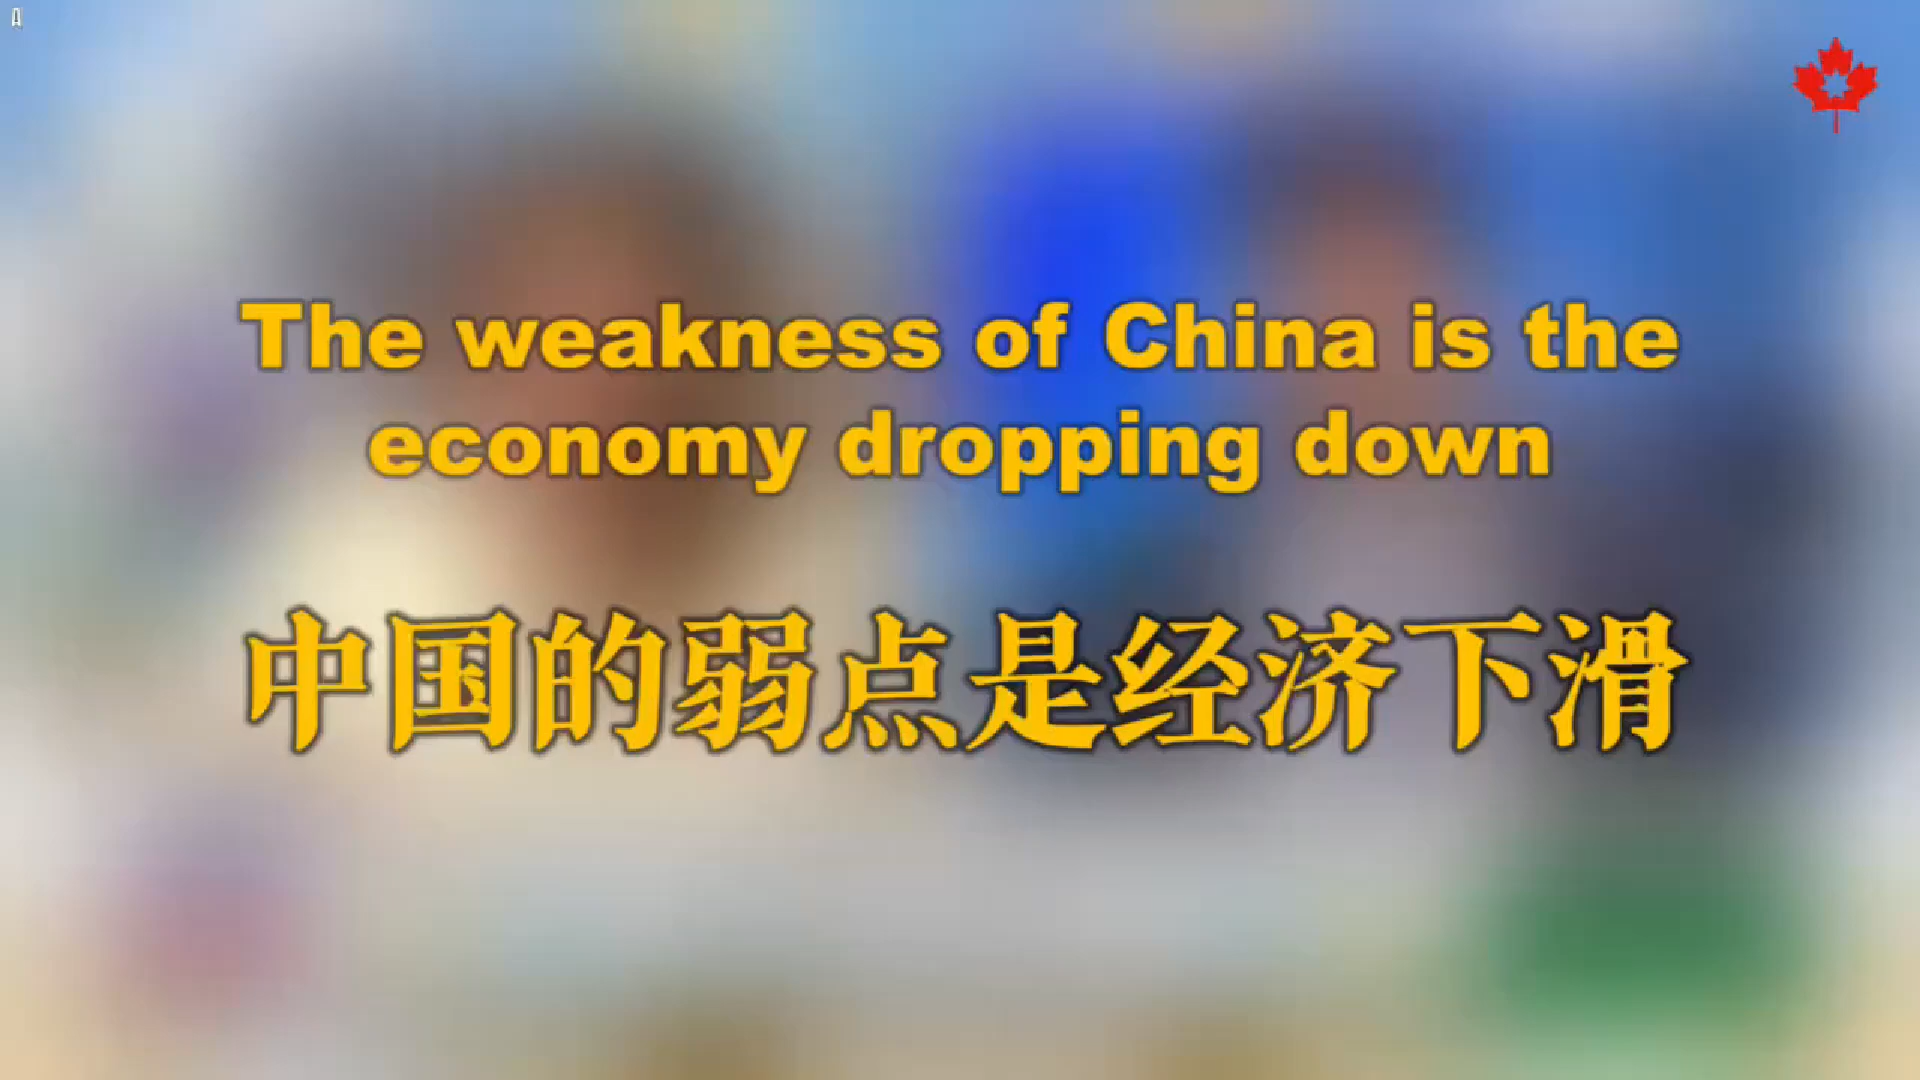 The weakness of China is the
economy dropping down
中国的弱点是经济下滑